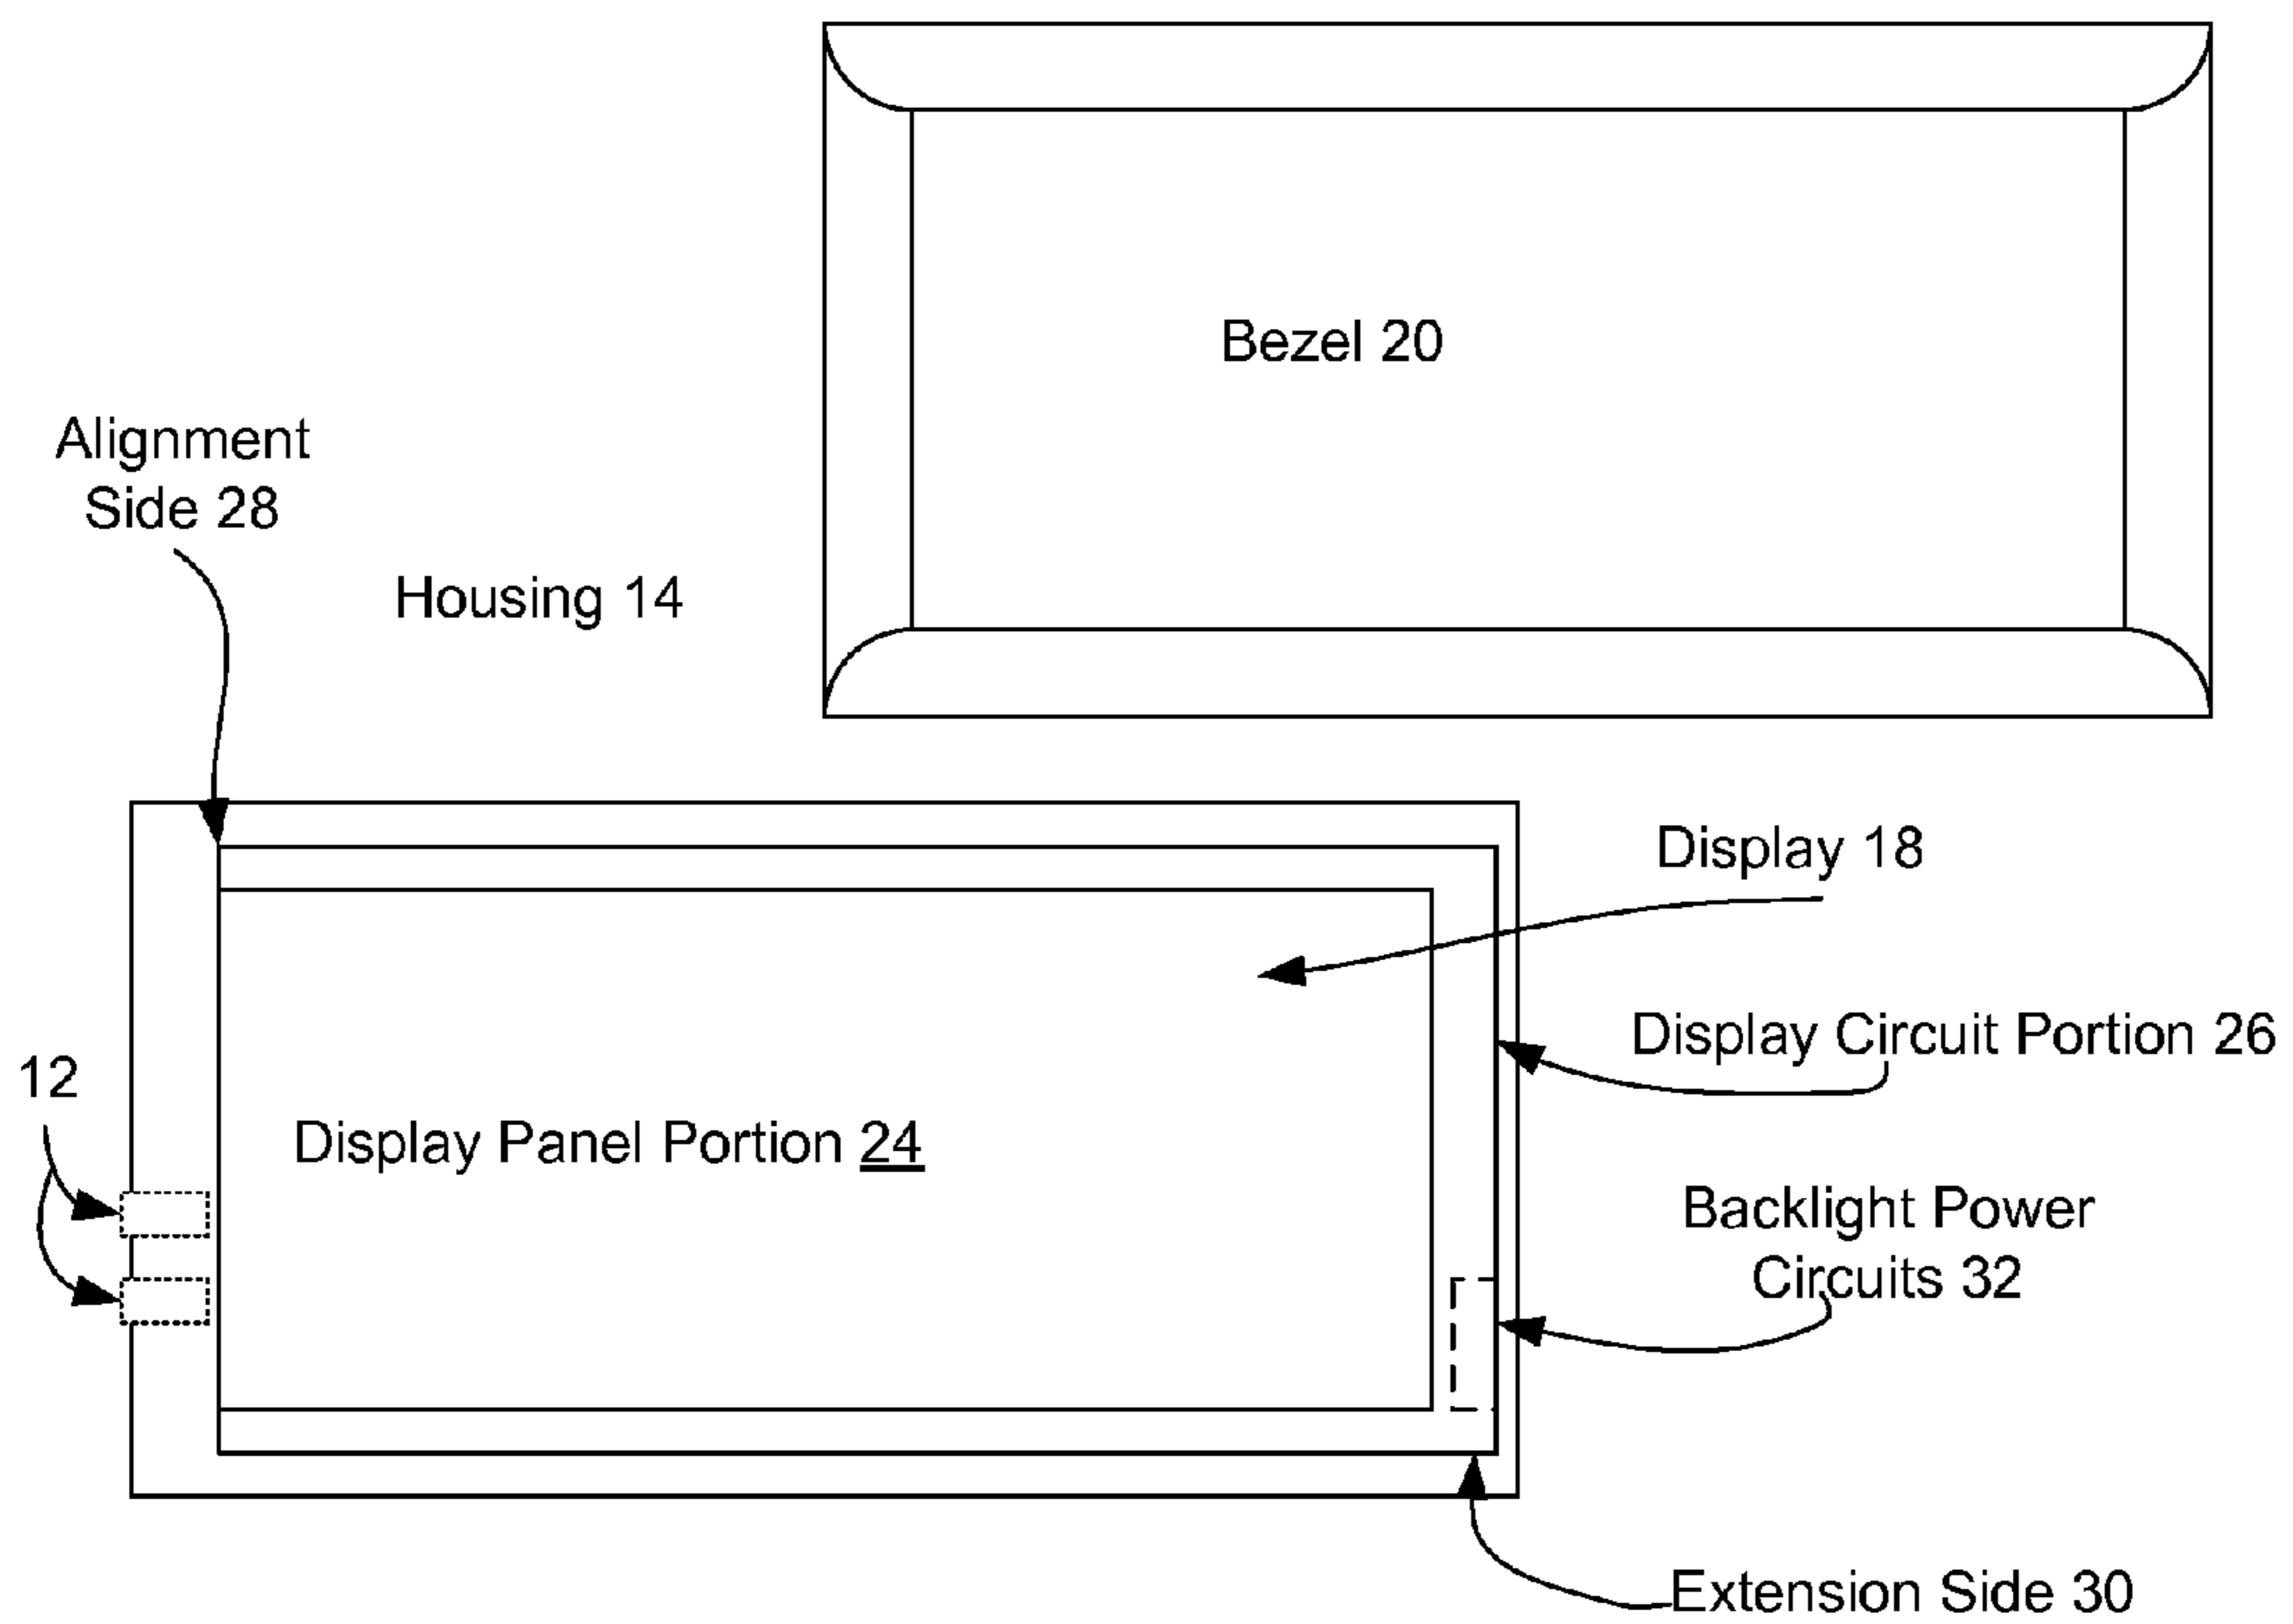 Bezel 20
Alignment
Side 28
Housing 14
Display 18
Display Circuit Portion 26
12
Display Panel Portion 24
Backlight Power
Circuits 32
Extension Side 30